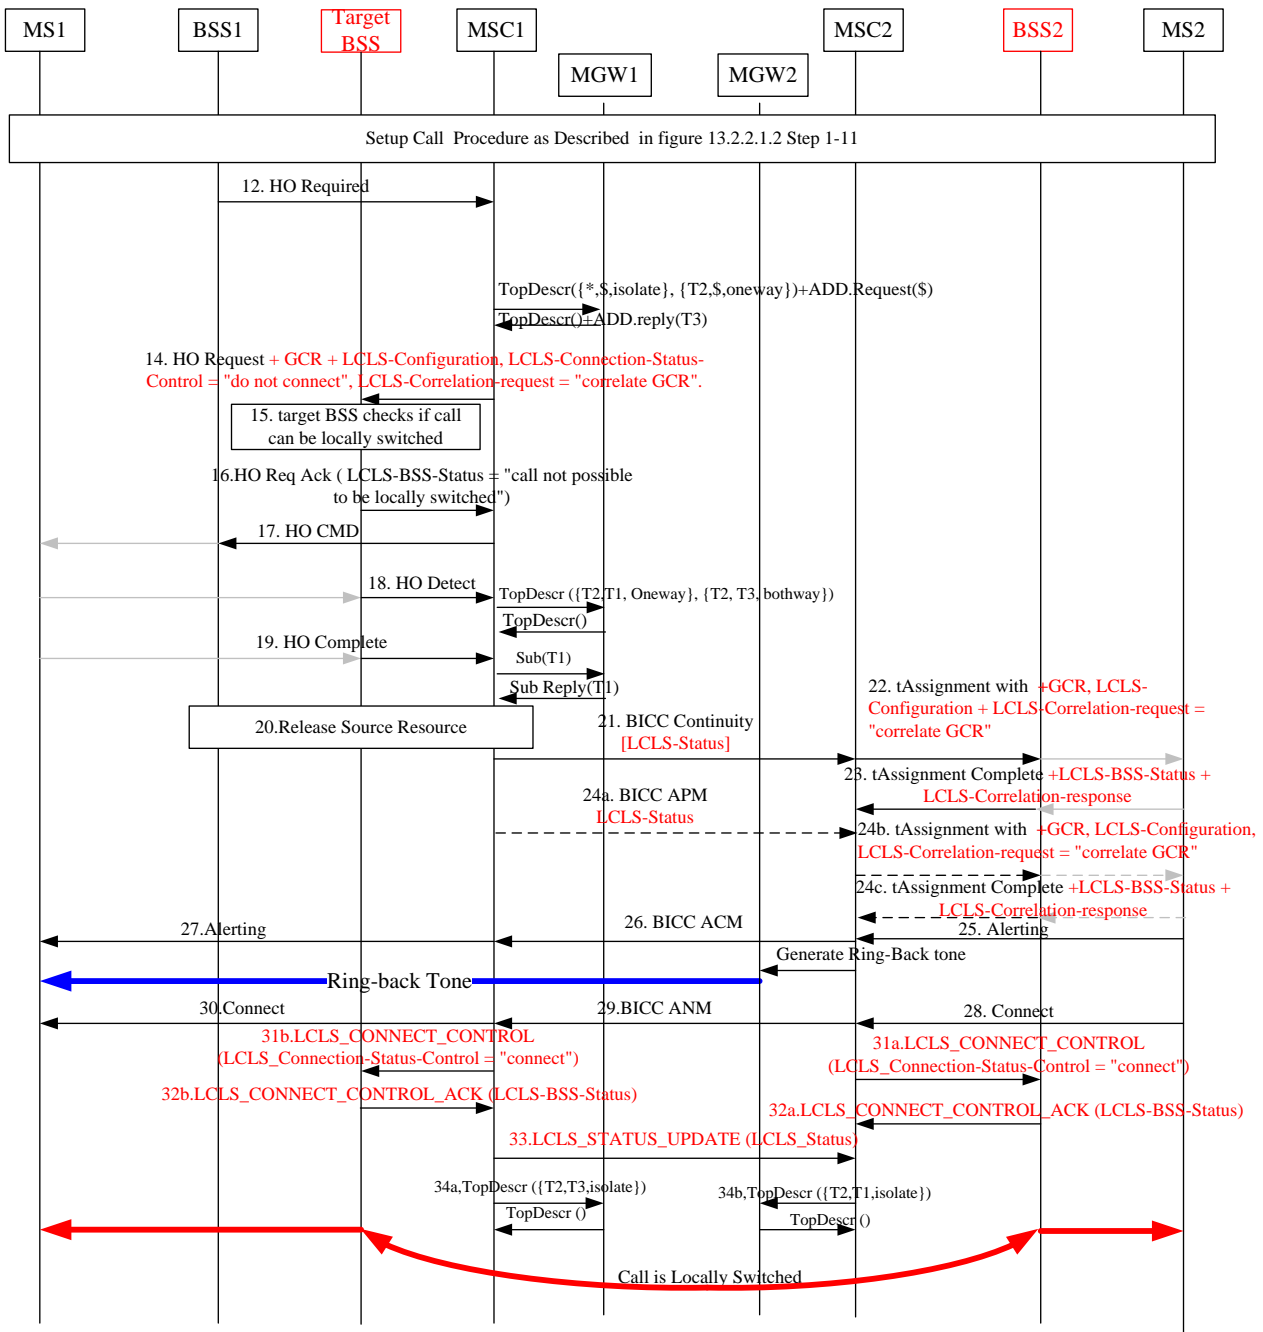 MS1
BSS1
Target
BSS
MSC1
MSC2
BSS2
MS2
MGW1
MGW2
Setup Call Procedure as Described in figure 13.2.2.1.2 Step 1-11
12. HO Required
TopDescr({*,$,isolate}, {T2,$,oneway})+ADD.Request($)
TopDescr()+ADD.reply(T3)
14. HO Request + GCR + LCLS-Configuration, LCLS-Connection-Status-
Control = "do not connect", LCLS-Correlation-request = "correlate GCR".
15. target BSS checks if call
can be locally switched
16.HO Req Ack ( LCLS-BSS-Status = "call not possible
to be locally switched")
17. HO CMD
18. HO Detect
TopDescr ({T2,T1, Oneway}, {T2, T3, bothway})
TopDescr()
19. HO Complete
Sub(T1)
Sub Reply(T1)
20.Release Source Resource
21. BICC Continuity
[LCLS-Status]
22. tAssignment with +GCR, LCLS-
Configuration + LCLS-Correlation-request =
"correlate GCR"
23. tAssignment Complete +LCLS-BSS-Status +
LCLS-Correlation-response
24a. BICC APM
LCLS-Status
24b. tAssignment with +GCR, LCLS-Configuration,
LCLS-Correlation-request = "correlate GCR"
24c. tAssignment Complete +LCLS-BSS-Status +
LCLS-Correlation-response
25. Alerting
26. BICC ACM
27.Alerting
Generate Ring-Back tone
Ring-back Tone
28. Connect
29.BICC ANM
30.Connect
31b.LCLS_CONNECT_CONTROL
(LCLS_Connection-Status-Control = "connect")
31a.LCLS_CONNECT_CONTROL
(LCLS_Connection-Status-Control = "connect")
32b.LCLS_CONNECT_CONTROL_ACK (LCLS-BSS-Status)
32a.LCLS_CONNECT_CONTROL_ACK (LCLS-BSS-Status)
33.LCLS_STATUS_UPDATE (LCLS_Status)
34a,TopDescr ({T2,T3,isolate})
34b,TopDescr ({T2,T1,isolate})
TopDescr ()
TopDescr ()
Call is Locally Switched